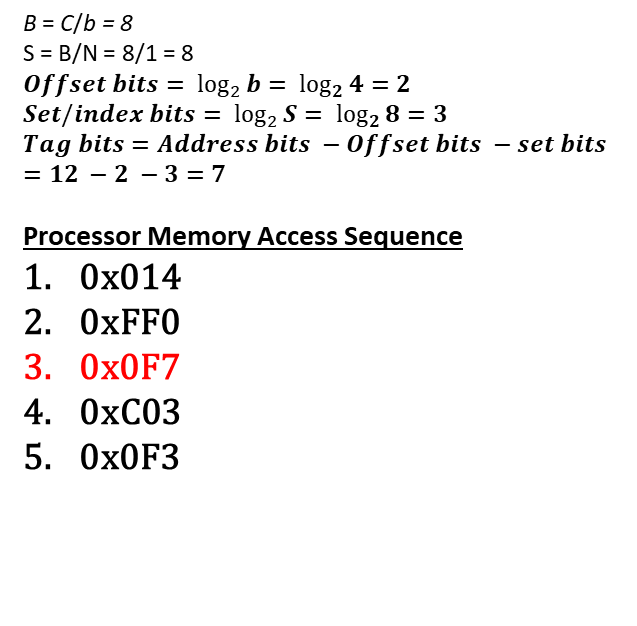 B = C/b = 8
S = B/N = 8/1 = 8
Offset bits = log₂ b = log₂ 4 = 2
Set/index bits = log₂ S = log₂ 8 = 3
Tag bits = Address bits − Offset bits − set bits
= 12 − 2 − 3 = 7
Processor Memory Access Sequence
1. 0x014
2. 0xFF0
3. 0x0F7
4. 0xC03
5. 0x0F3